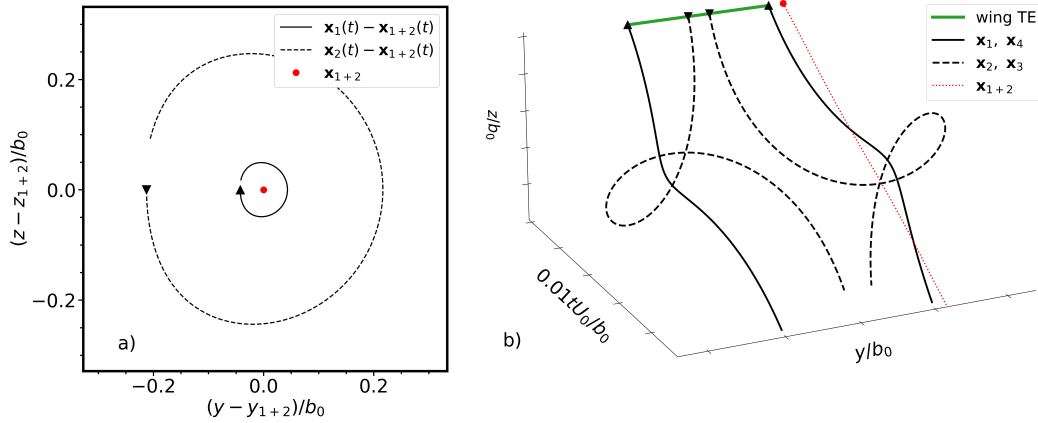 x₁(t) − x₁₊₂(t)
x₂(t) − x₁₊₂(t)
x₁₊₂
0.2
0.0
−0.2
(z − z₁₊₂)/b₀
a)
−0.2
0.0
0.2
(y − y₁₊₂)/b₀
wing TE
x₁, x₄
x₂, x₃
x₁₊₂
z/b₀
0.01tU₀/b₀
y/b₀
b)